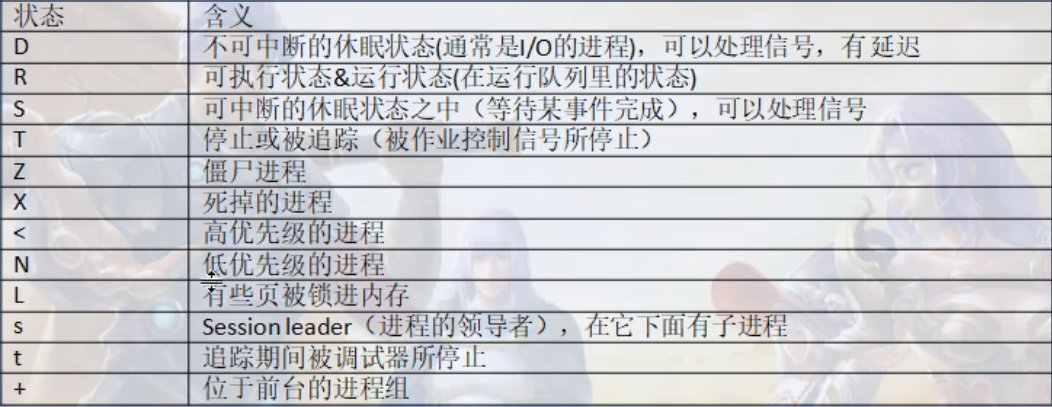 状态 含义
D 不可中断的休眠状态(通常是I/O的进程)，可以处理信号，有延迟
R 可执行状态&运行状态(在运行队列里的状态)
S 可中断的休眠状态之中（等待某事件完成），可以处理信号
T 停止或被追踪（被作业控制信号所停止）
Z 僵尸进程
X 死掉的进程
< 高优先级的进程
N 低优先级的进程
L 有些页被锁进内存
s Session leader（进程的领导者），在它下面有子进程
t 追踪期间被调试器所停止
+ 位于前台的进程组